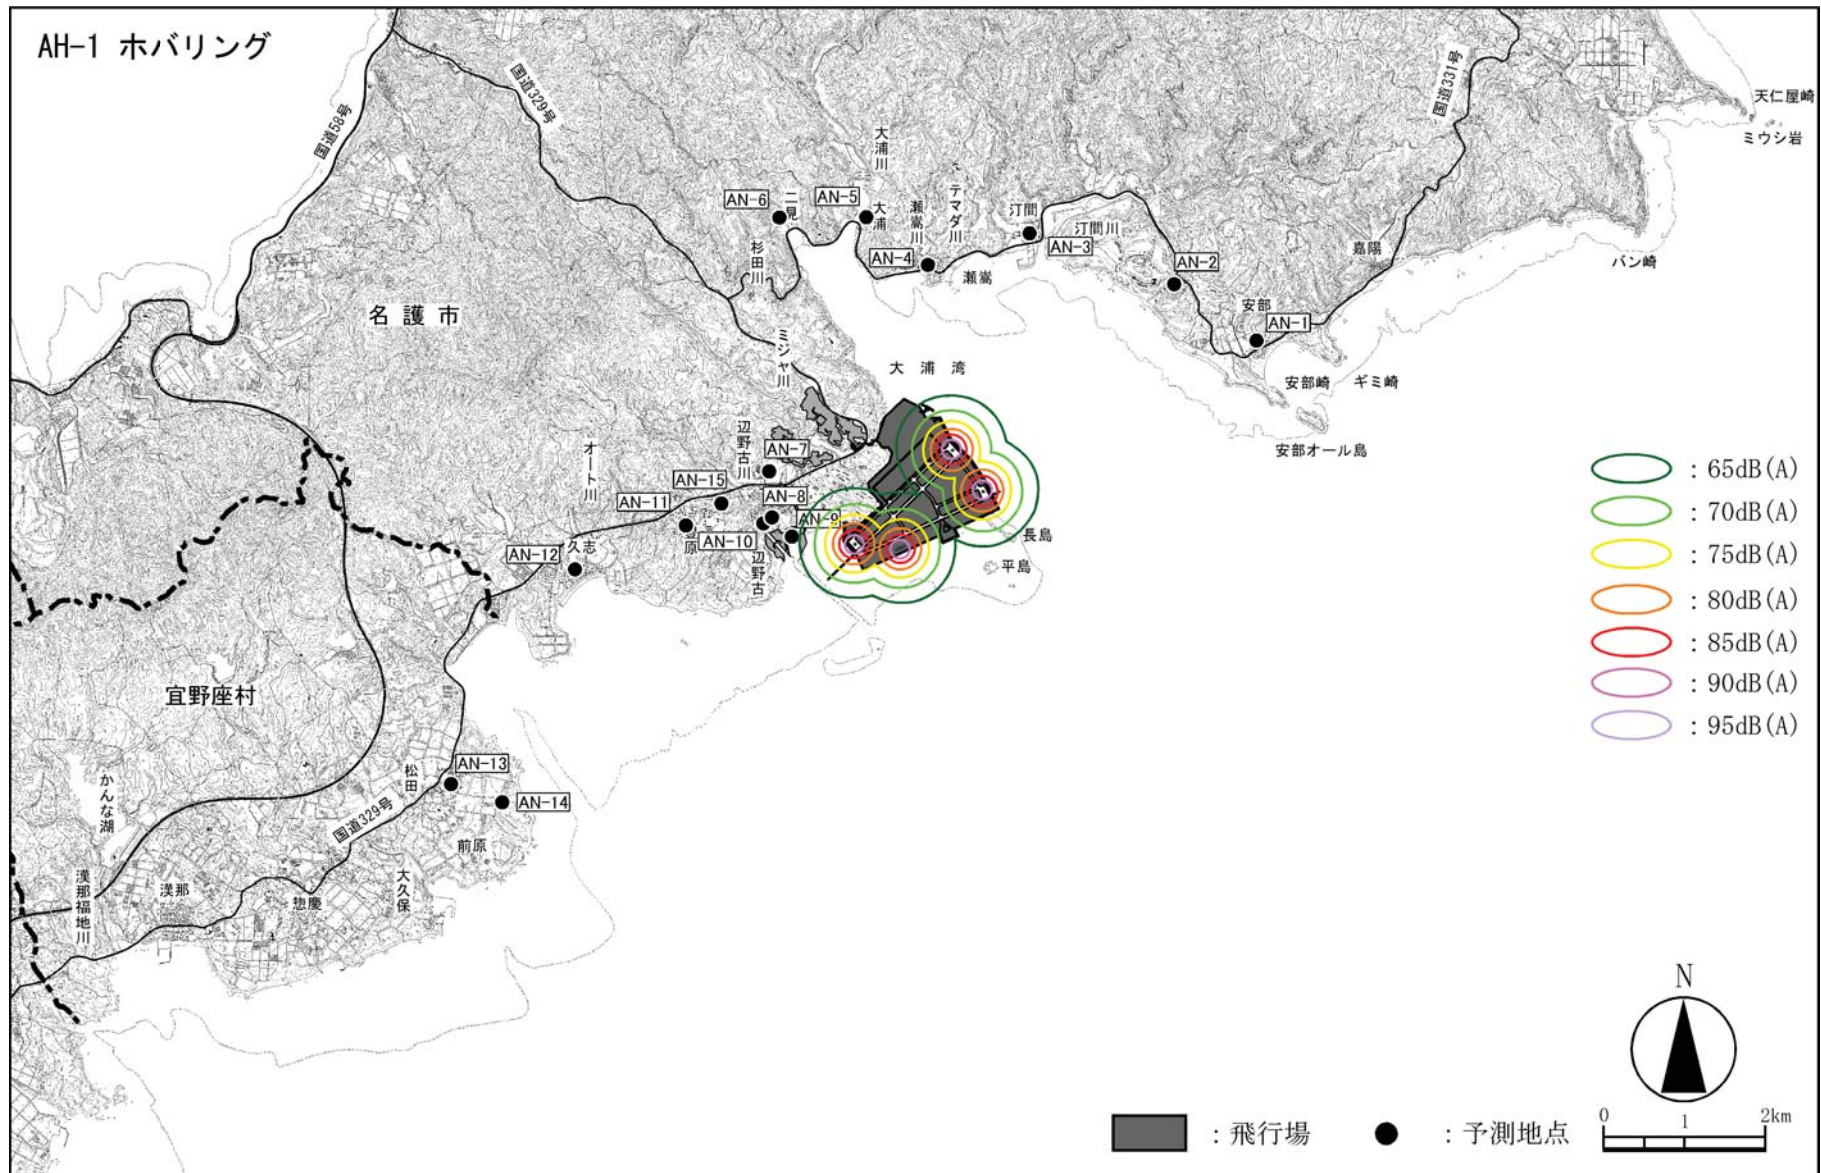 AH-1 ホバリング
国道58号
国道329号
国道331号
天仁屋崎
ミウシ岩
バン崎
嘉陽
大浦川
AN-6
二見
AN-5
大浦
瀬嵩川
テマダ川
汀間
汀間川
AN-3
AN-4
瀬嵩
杉田川
AN-2
安部
AN-1
名護市
ミジャ川
大浦湾
安部崎
ギミ崎
安部オール島
辺野古川
AN-7
オート川
AN-15
AN-11
AN-8
AN-9
AN-10
辺野古
AN-12
久志
長島
平島
: 65dB(A)
: 70dB(A)
: 75dB(A)
: 80dB(A)
: 85dB(A)
: 90dB(A)
: 95dB(A)
宜野座村
かんな湖
松田
AN-13
AN-14
国道329号
前原
大久保
惣慶
漢那
漢那福地川
N
: 飛行場
: 予測地点
0 1 2km